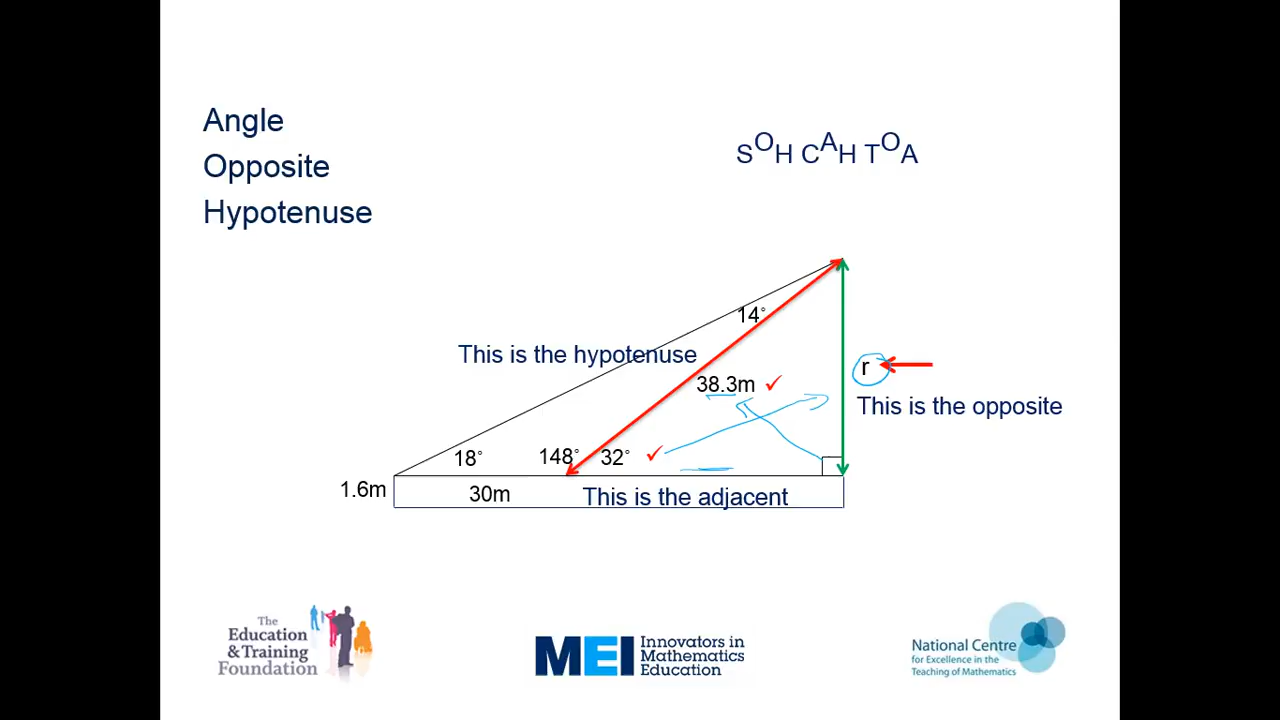 Angle
Opposite
Hypotenuse
SOH CAH TOA
14°
This is the hypotenuse
r
38.3m ✓
This is the opposite
18°
148°
32° ✓
1.6m
30m
This is the adjacent
The
Education
& Training
Foundation
MEI
Innovators in
Mathematics
Education
National Centre
for Excellence in the
Teaching of Mathematics